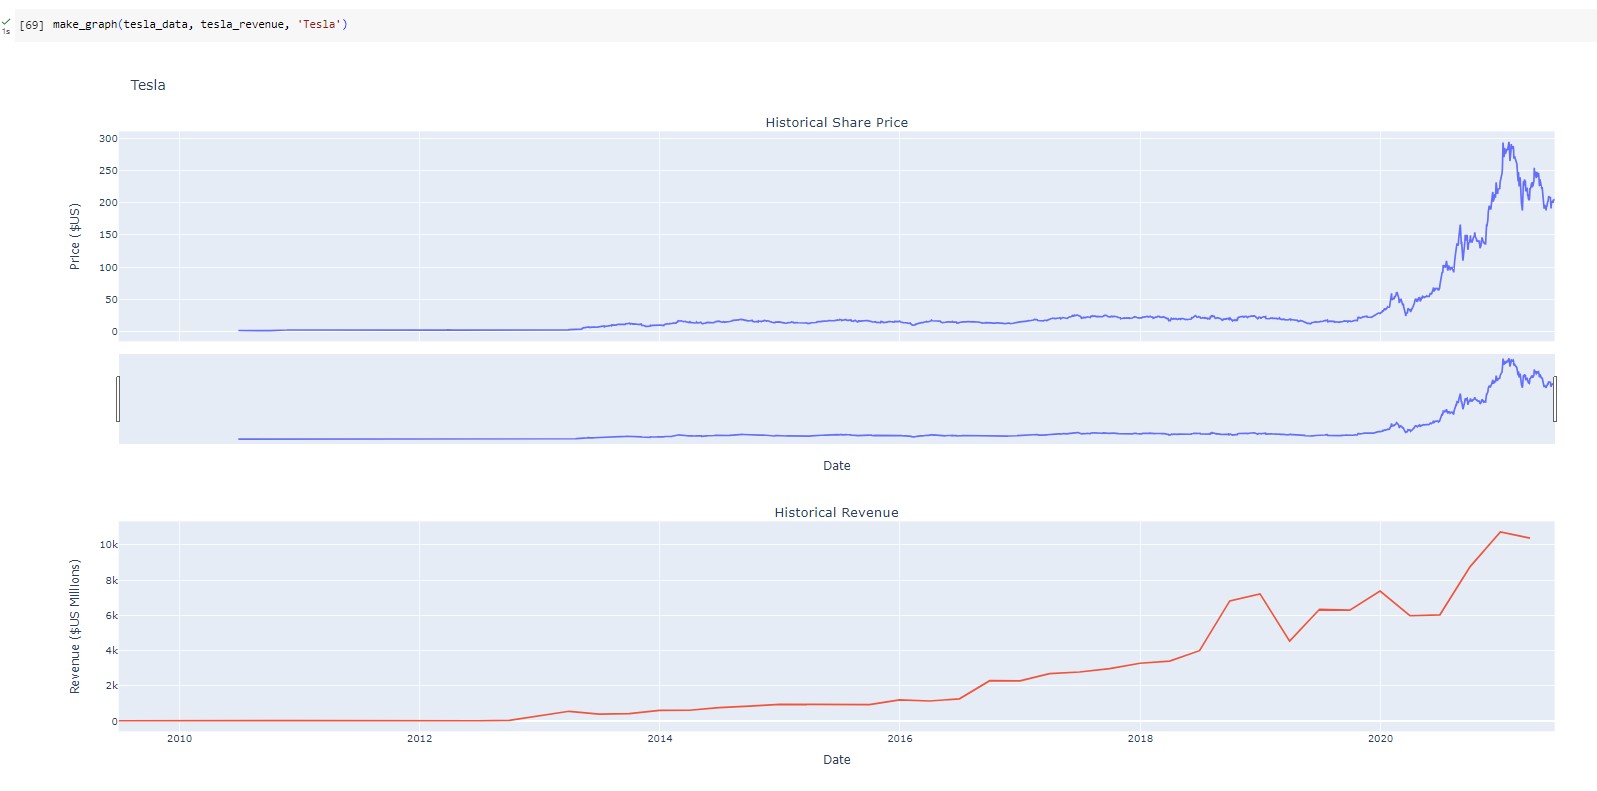 [69] make_graph(tesla_data, tesla_revenue, 'Tesla')
1s
Tesla
Historical Share Price
300
250
200
150
100
50
0
Price ($US)
Date
Historical Revenue
10k
8k
6k
4k
2k
0
Revenue ($US Millions)
2010 2012 2014 2016 2018 2020
Date